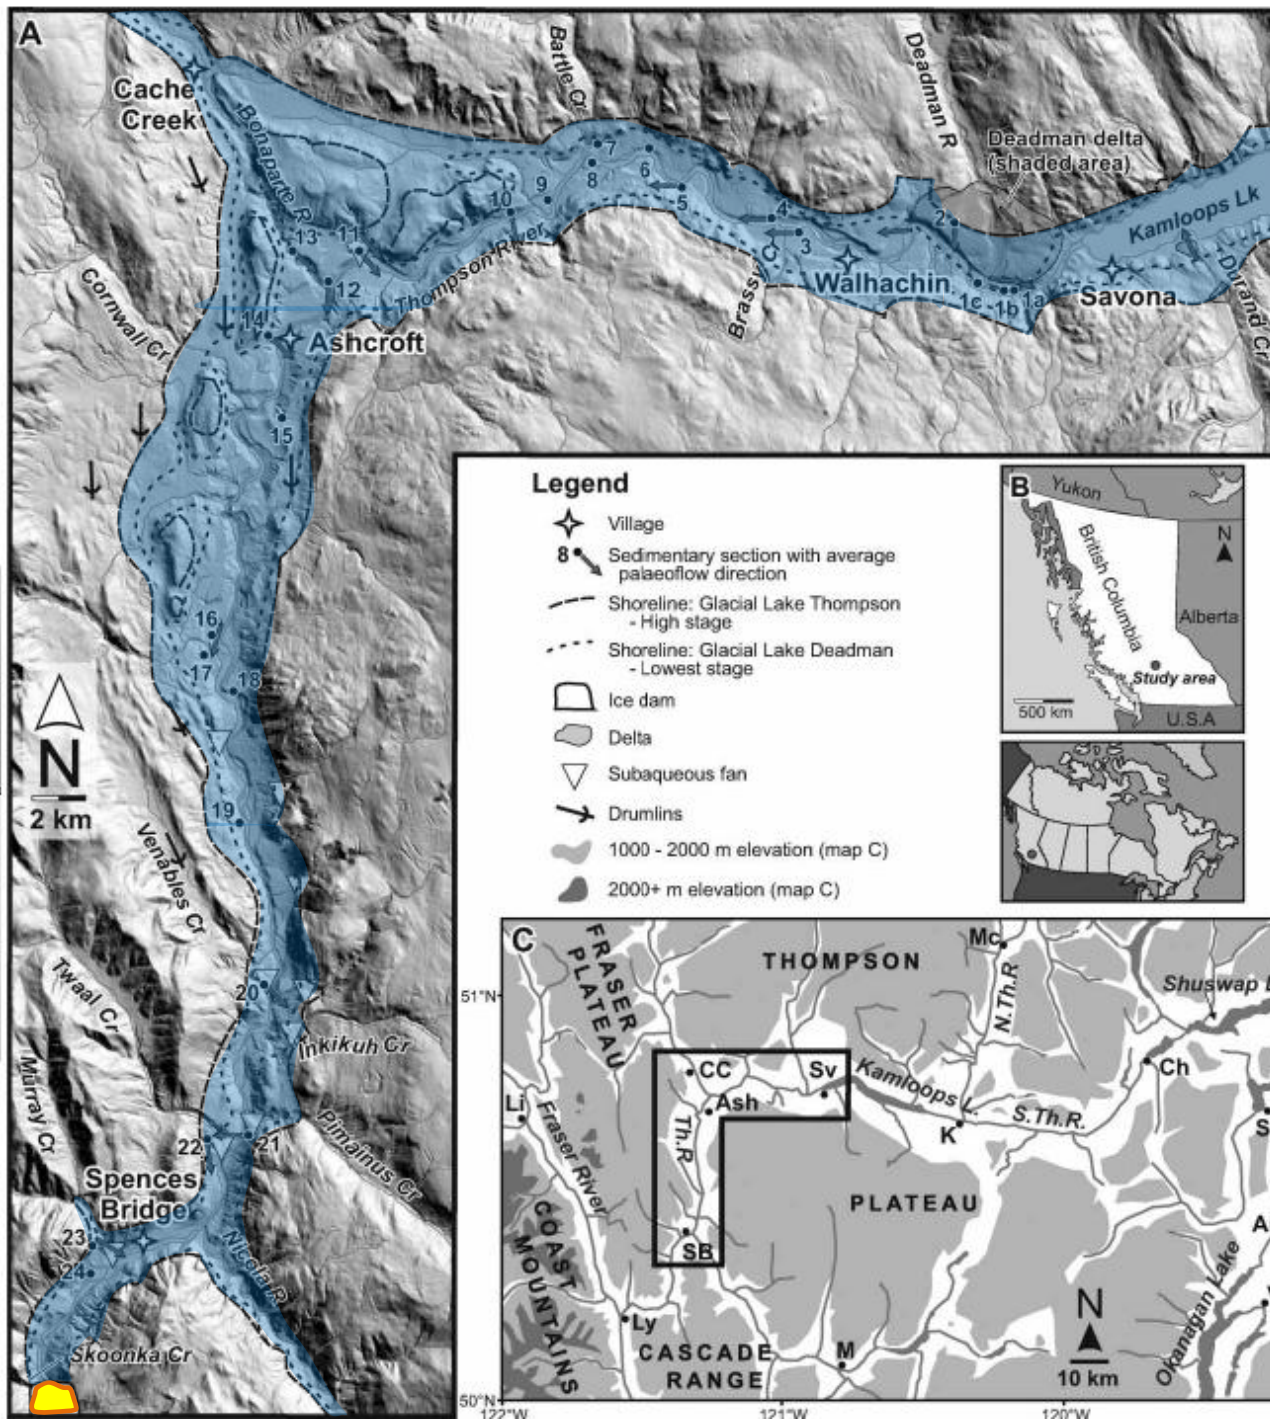 A
Cache
Creek
Bonaparte R
Battle Cr
Deadman R
Deadman delta
(shaded area)
Kamloops Lk
7
6
8
9
10
5
4
3
2
13
11
12
14
Thompson River
Brassi
Walhachin
1c
1b
1a
Savona
Durand Cr
Cornwall Cr
Ashcroft
15
16
17
18
N
2 km
19
Venables Cr
20
Twaal Cr
Murray Cr
Inkikuh Cr
Pimainus Cr
22
21
Spences
Bridge
23
24
Nicola R
Skoonka Cr
Legend
Village
8 Sedimentary section with average
palaeoflow direction
Shoreline: Glacial Lake Thompson
- High stage
Shoreline: Glacial Lake Deadman
- Lowest stage
Ice dam
Delta
Subaqueous fan
Drumlins
1000 - 2000 m elevation (map C)
2000+ m elevation (map C)
B
Yukon
N
British Columbia
Alberta
Study area
500 km
U.S.A
C
FRASER
PLATEAU
THOMPSON
Mc
N.Th.R
Shuswap L
51°N
CC
Sv
Kamloops L.
Ch
Li
Ash
Fraser River
Th.R
K
S.Th.R.
S
PLATEAU
COAST
MOUNTAINS
SB
A
Okanagan Lake
Ly
CASCADE
RANGE
M
N
10 km
50°N
122°W
121°W
120°W